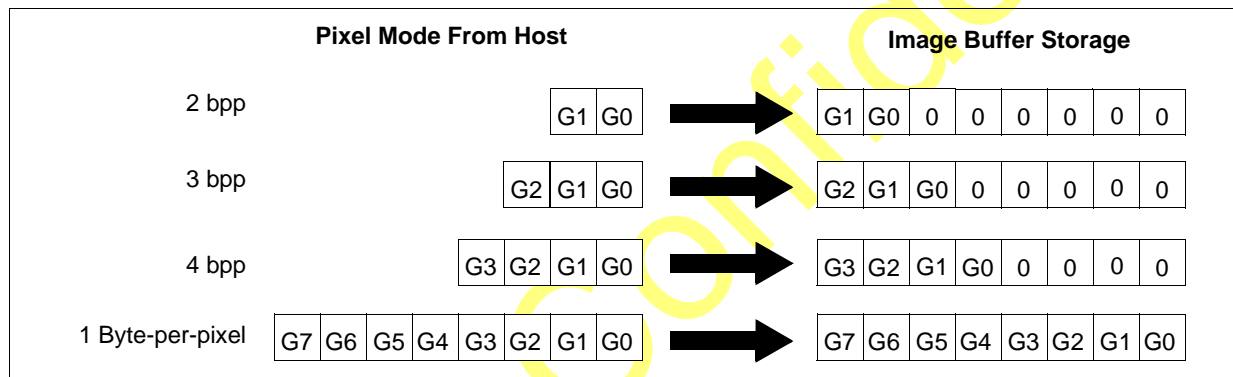 Pixel Mode From Host Image Buffer Storage
2 bpp G1 G0 G1 G0 0 0 0 0 0 0
3 bpp G2 G1 G0 G2 G1 G0 0 0 0 0 0
4 bpp G3 G2 G1 G0 G3 G2 G1 G0 0 0 0 0
1 Byte-per-pixel G7 G6 G5 G4 G3 G2 G1 G0 G7 G6 G5 G4 G3 G2 G1 G0